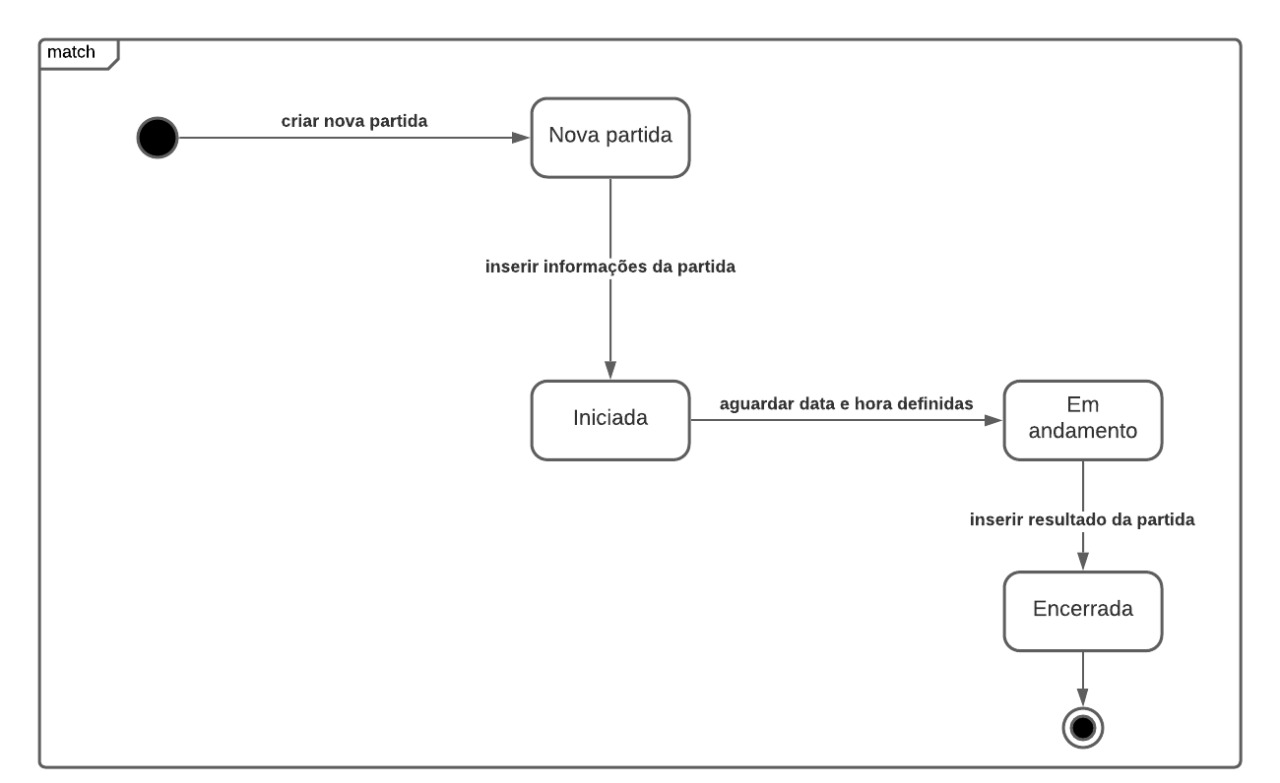 match
criar nova partida
Nova partida
inserir informações da partida
Iniciada
aguardar data e hora definidas
Em
andamento
inserir resultado da partida
Encerrada